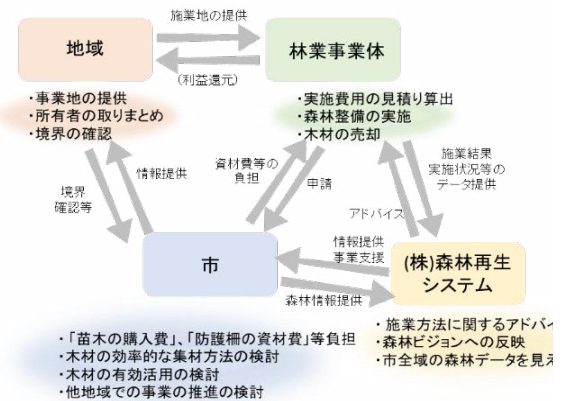 施業地の提供
地域
林業事業体
(利益還元)
・事業地の提供
・所有者の取りまとめ
・境界の確認
・実施費用の見積り算出
・森林整備の実施
・木材の売却
境界
確認等
情報提供
資材費等の
負担
申請
施業結果
実施状況等の
データ提供
アドバイス
市
情報提供
事業支援
森林情報提供
(株)森林再生
システム
・「苗木の購入費」、「防護柵の資材費」等負担
・木材の効率的な集材方法の検討
・木材の有効活用の検討
・他地域での事業の推進の検討
・施業方法に関するアドバイ
・森林ビジョンへの反映
・市全域の森林データを見え